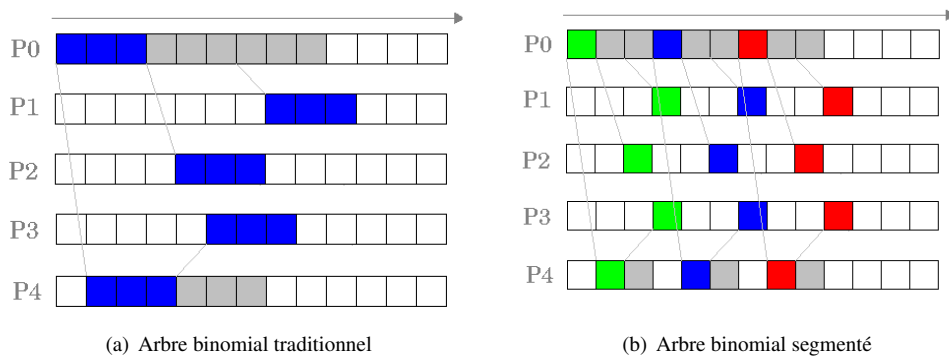 P0
P1
P2
P3
P4
(a) Arbre binomial traditionnel
P0
P1
P2
P3
P4
(b) Arbre binomial segmenté